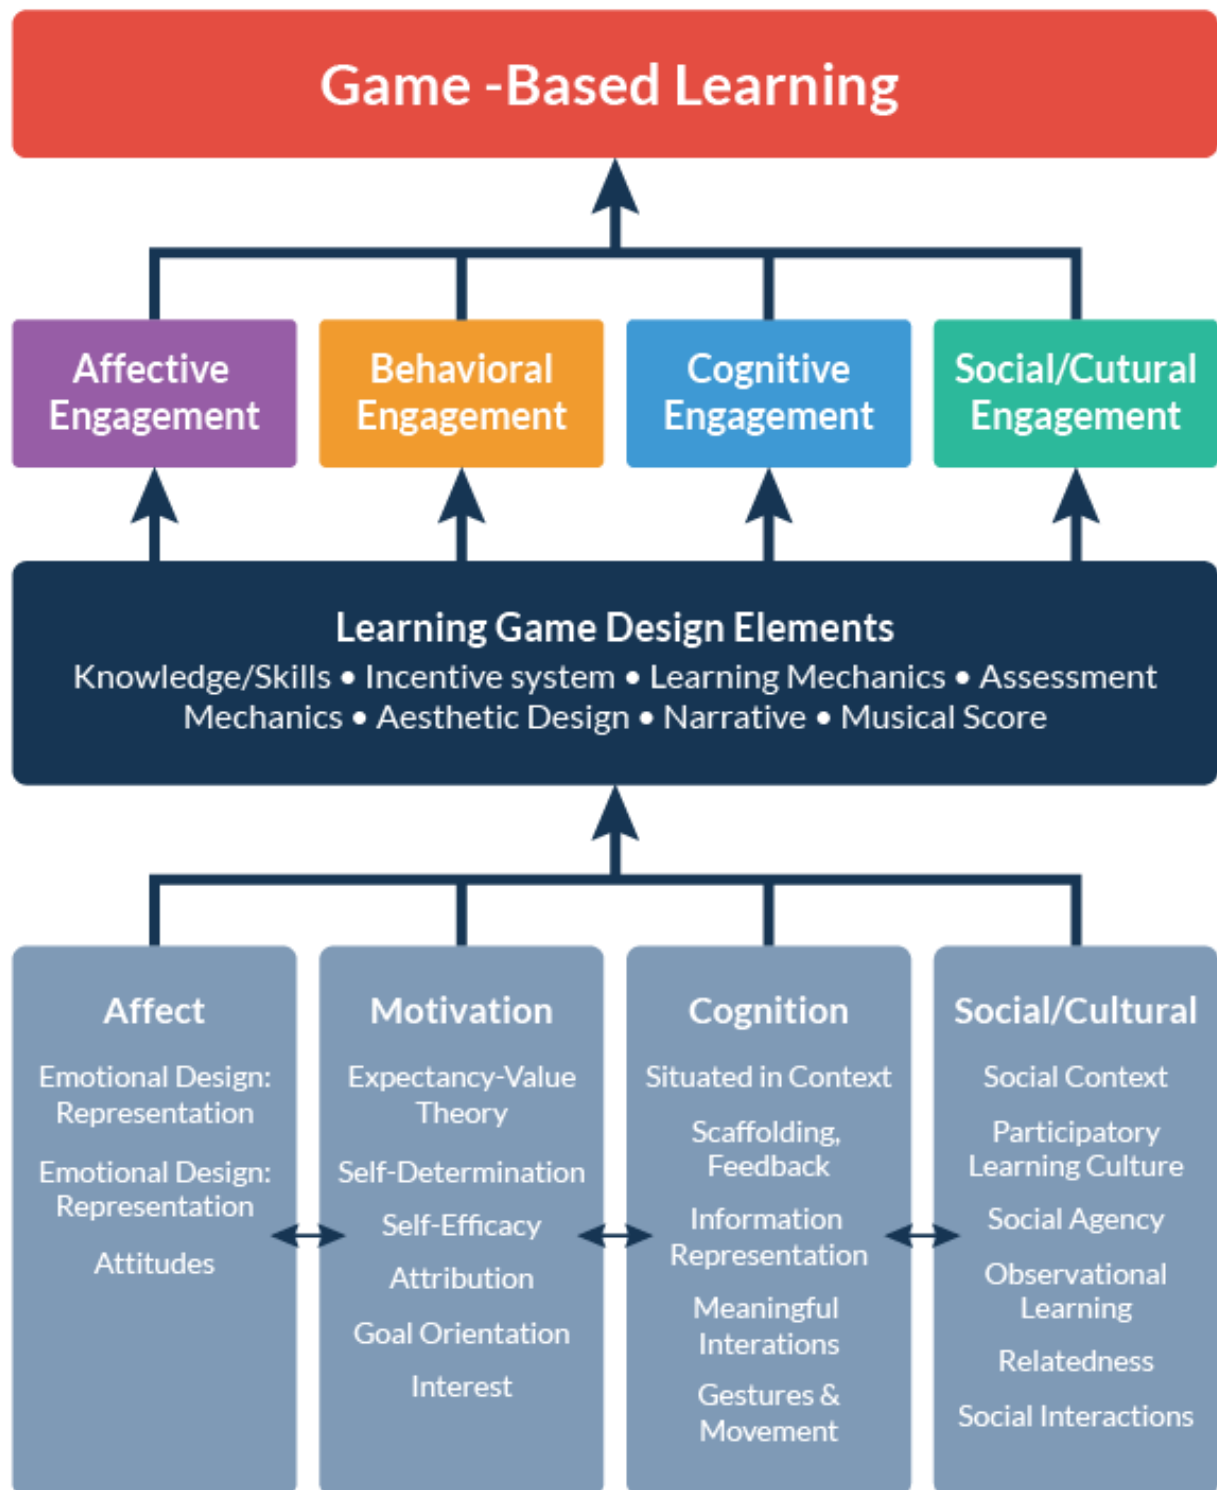 Game -Based Learning
Affective
Engagement
Behavioral
Engagement
Cognitive
Engagement
Social/Cutural
Engagement
Learning Game Design Elements
Knowledge/Skills • Incentive system • Learning Mechanics • Assessment
Mechanics • Aesthetic Design • Narrative • Musical Score
Affect
Emotional Design:
Representation
Emotional Design:
Representation
Attitudes
Motivation
Expectancy-Value
Theory
Self-Determination
Self-Efficacy
Attribution
Goal Orientation
Interest
Cognition
Situated in Context
Scaffolding,
Feedback
Information
Representation
Meaningful
Interations
Gestures &
Movement
Social/Cultural
Social Context
Participatory
Learning Culture
Social Agency
Observational
Learning
Relatedness
Social Interactions